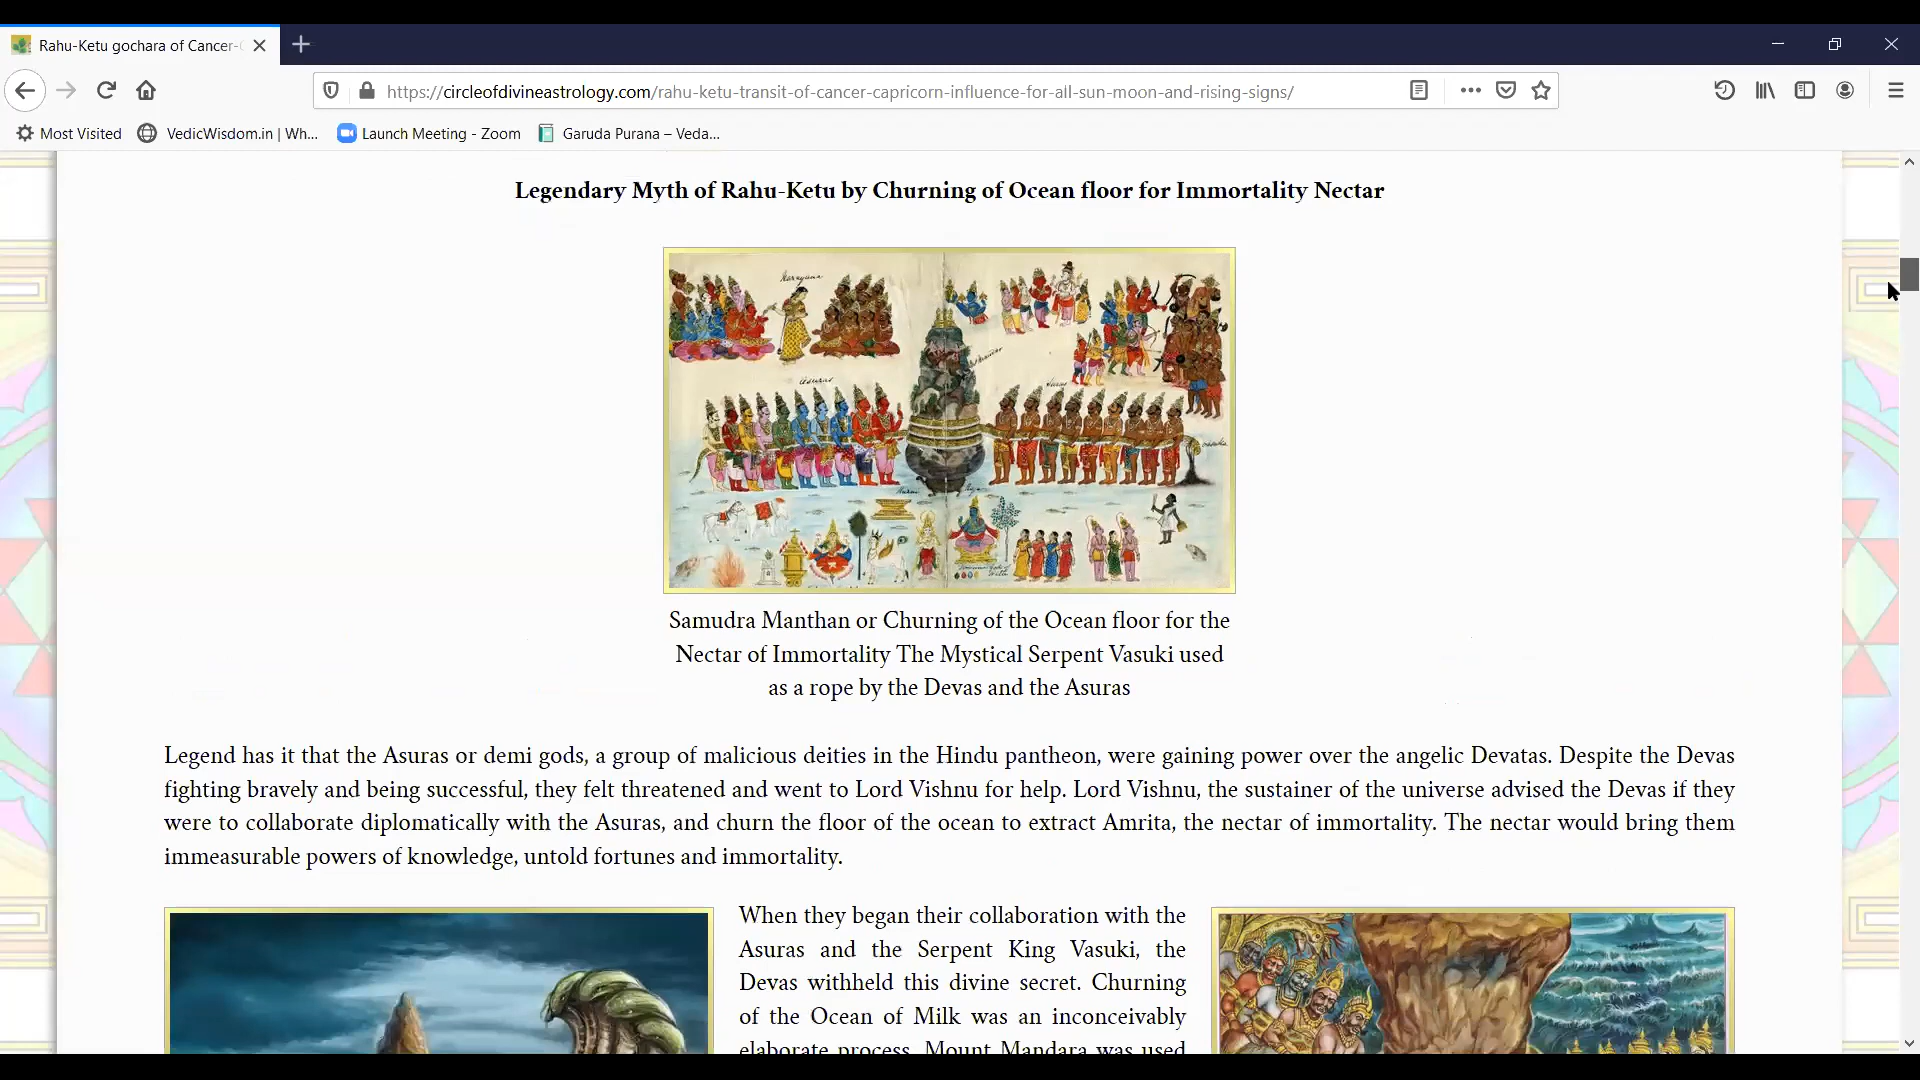 Rahu-Ketu gochara of Cancer-
https://circleofdivineastrology.com/rahu-ketu-transit-of-cancer-capricorn-influence-for-all-sun-moon-and-rising-signs/
Most Visited VedicWisdom.in | Wh... Launch Meeting - Zoom Garuda Purana – Veda...
Legendary Myth of Rahu-Ketu by Churning of Ocean floor for Immortality Nectar
Narayana
Asuras
Suras
Samudra Manthan or Churning of the Ocean floor for the
Nectar of Immortality The Mystical Serpent Vasuki used
as a rope by the Devas and the Asuras
Legend has it that the Asuras or demi gods, a group of malicious deities in the Hindu pantheon, were gaining power over the angelic Devatas. Despite the Devas
fighting bravely and being successful, they felt threatened and went to Lord Vishnu for help. Lord Vishnu, the sustainer of the universe advised the Devas if they
were to collaborate diplomatically with the Asuras, and churn the floor of the ocean to extract Amrita, the nectar of immortality. The nectar would bring them
immeasurable powers of knowledge, untold fortunes and immortality.
When they began their collaboration with the
Asuras and the Serpent King Vasuki, the
Devas withheld this divine secret. Churning
of the Ocean of Milk was an inconceivably
elaborate process. Mount Mandara was used